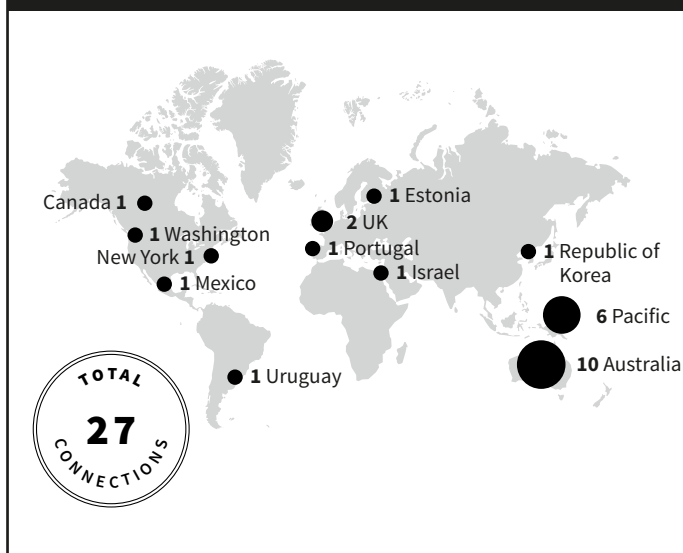 1 Estonia
Canada 1
2 UK
1 Washington
1 Portugal
New York 1
1 Republic of
Korea
1 Israel
1 Mexico
6 Pacific
10 Australia
1 Uruguay
TOTAL
27
CONNECTIONS